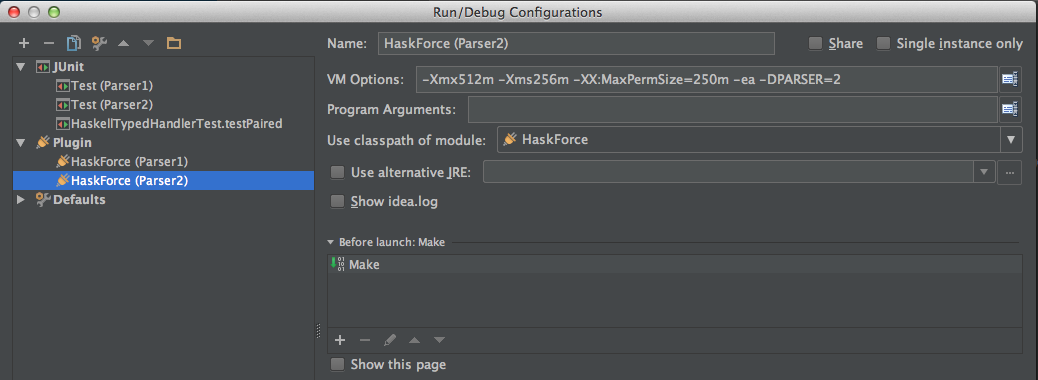 Run/Debug Configurations
JUnit
Test (Parser1)
Test (Parser2)
HaskellTypedHandlerTest.testPaired
Plugin
HaskForce (Parser1)
HaskForce (Parser2)
Defaults
Name: HaskForce (Parser2) Share Single instance only
VM Options: -Xmx512m -Xms256m -XX:MaxPermSize=250m -ea -DPARSER=2
Program Arguments:
Use classpath of module: HaskForce
Use alternative JRE: ...
Show idea.log
Before launch: Make
Make
Show this page